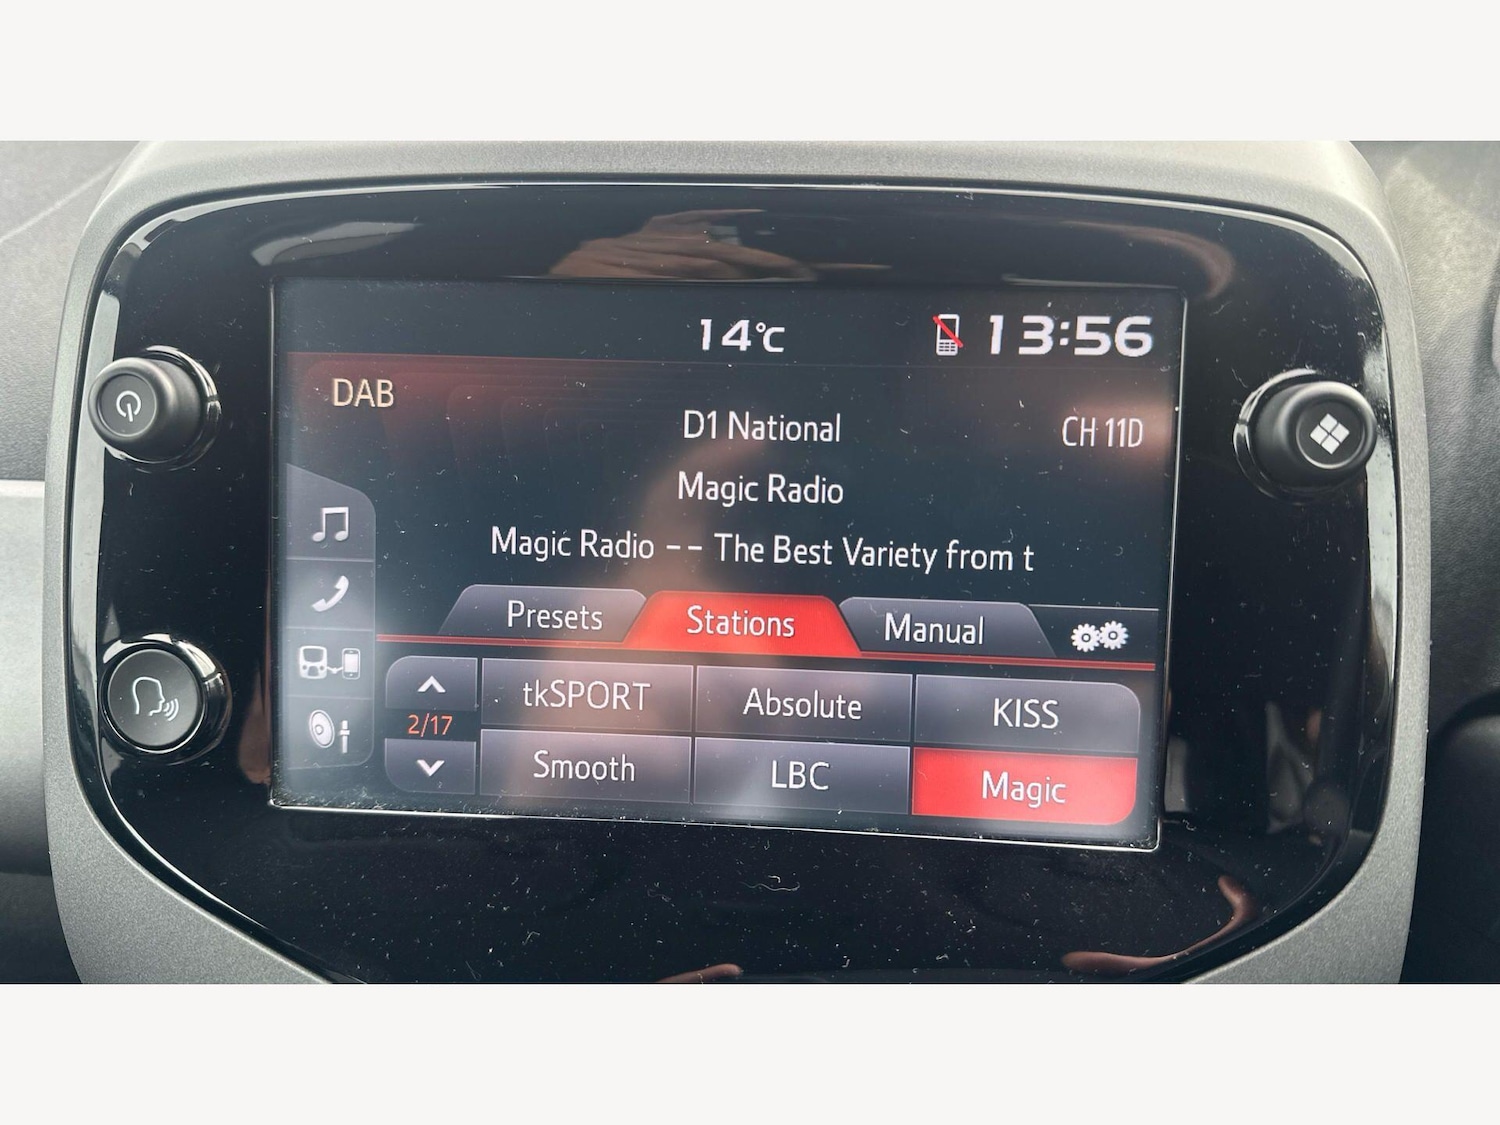 14°C 13:56
DAB
D1 National CH 11D
Magic Radio
Magic Radio -- The Best Variety from t
Presets Stations Manual
tkSPORT Absolute KISS
2/17
Smooth LBC Magic